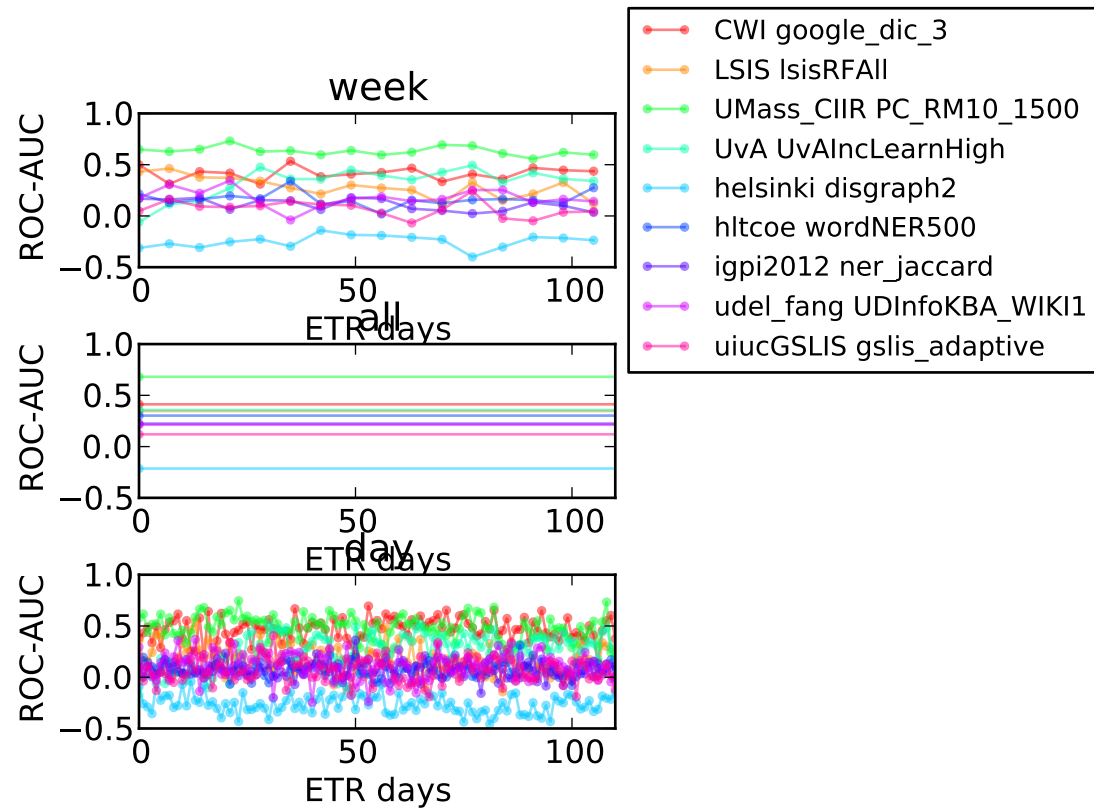 week
ROC-AUC
1.0
0.5
0.0
−0.5
0
50
100
ETR days
all
ROC-AUC
1.0
0.5
0.0
−0.5
0
50
100
ETR days
day
ROC-AUC
1.0
0.5
0.0
−0.5
0
50
100
ETR days
CWI google_dic_3
LSIS lsisRFAll
UMass_CIIR PC_RM10_1500
UvA UvAIncLearnHigh
helsinki disgraph2
hltcoe wordNER500
igpi2012 ner_jaccard
udel_fang UDInfoKBA_WIKI1
uiucGSLIS gslis_adaptive